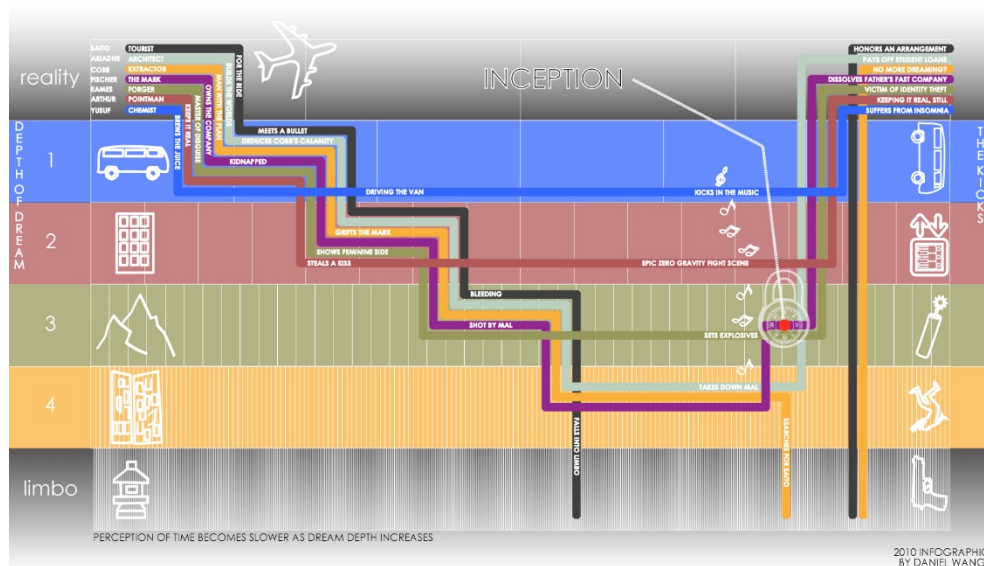 SAITO TOURIST
ARIADNE ARCHITECT
COBB EXTRACTOR
FISCHER THE MARK
EAMES FORGER
ARTHUR POINTMAN
YUSUF CHEMIST
reality
FOR THE RIDE
BUILDS THE WORLDS
MAN WITH THE PLAN
OWNS THE COMPANY
MASTER OF DISGUISE
KEEPS IT REAL
BREWS THE JUICE
INCEPTION
HONORS AN ARRANGEMENT
PAYS OFF STUDENT LOANS
NO MORE DREAMING?
DISSOLVES FATHER'S FAST COMPANY
VICTIM OF IDENTITY THEFT
KEEPING IT REAL, STILL
SUFFERS FROM INSOMNIA
DEPTH OF DREAM
THE KICKS
1
MEETS A BULLET
DEDUCES COBB'S CALAMITY
KIDNAPPED
DRIVING THE VAN
KICKS IN THE MUSIC
2
GRIFTS THE MARK
SHOWS FEMININE SIDE
STEALS A KISS
EPIC ZERO GRAVITY FIGHT SCENE
3
BLEEDING
SHOT BY MAL
SETS EXPLOSIVES
4
TAKES DOWN MAL
FALLS INTO LIMBO
SEARCHES FOR SAITO
limbo
PERCEPTION OF TIME BECOMES SLOWER AS DREAM DEPTH INCREASES
2010 INFOGRAPHIC
BY DANIEL WANG